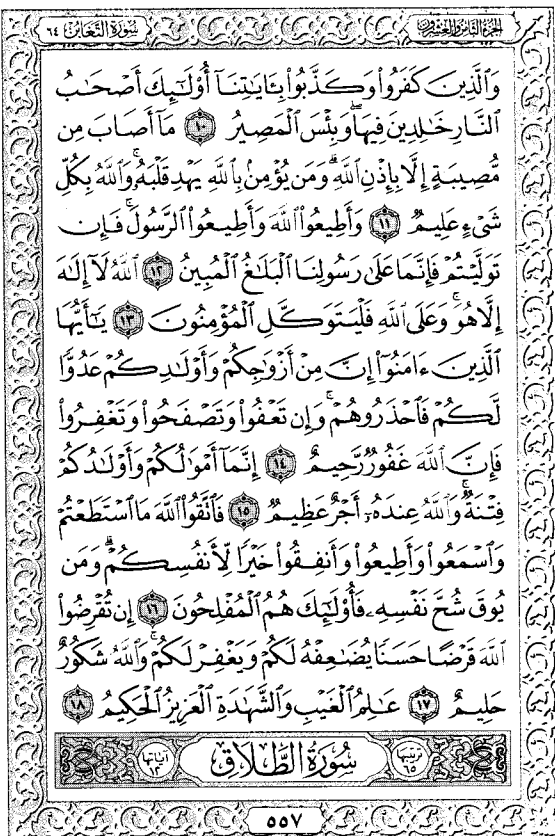 الجزء الثامن والعشرون سورة التغابن ٦٤
وَٱلَّذِينَ كَفَرُوا۟ وَكَذَّبُوا۟ بِـَٔايَـٰتِنَآ أُو۟لَـٰٓئِكَ أَصْحَـٰبُ
ٱلنَّارِ خَـٰلِدِينَ فِيهَا ۖ وَبِئْسَ ٱلْمَصِيرُ ١٠ مَآ أَصَابَ مِن
مُّصِيبَةٍ إِلَّا بِإِذْنِ ٱللَّهِ ۗ وَمَن يُؤْمِنۢ بِٱللَّهِ يَهْدِ قَلْبَهُۥ ۚ وَٱللَّهُ بِكُلِّ
شَىْءٍ عَلِيمٌ ١١ وَأَطِيعُوا۟ ٱللَّهَ وَأَطِيعُوا۟ ٱلرَّسُولَ ۚ فَإِن
تَوَلَّيْتُمْ فَإِنَّمَا عَلَىٰ رَسُولِنَا ٱلْبَلَـٰغُ ٱلْمُبِينُ ١٢ ٱللَّهُ لَآ إِلَـٰهَ
إِلَّا هُوَ ۚ وَعَلَى ٱللَّهِ فَلْيَتَوَكَّلِ ٱلْمُؤْمِنُونَ ١٣ يَـٰٓأَيُّهَا
ٱلَّذِينَ ءَامَنُوٓا۟ إِنَّ مِنْ أَزْوَٰجِكُمْ وَأَوْلَـٰدِكُمْ عَدُوًّا
لَّكُمْ فَٱحْذَرُوهُمْ ۚ وَإِن تَعْفُوا۟ وَتَصْفَحُوا۟ وَتَغْفِرُوا۟
فَإِنَّ ٱللَّهَ غَفُورٌ رَّحِيمٌ ١٤ إِنَّمَآ أَمْوَٰلُكُمْ وَأَوْلَـٰدُكُمْ
فِتْنَةٌ ۚ وَٱللَّهُ عِندَهُۥٓ أَجْرٌ عَظِيمٌ ١٥ فَٱتَّقُوا۟ ٱللَّهَ مَا ٱسْتَطَعْتُمْ
وَٱسْمَعُوا۟ وَأَطِيعُوا۟ وَأَنفِقُوا۟ خَيْرًا لِّأَنفُسِكُمْ ۗ وَمَن
يُوقَ شُحَّ نَفْسِهِۦ فَأُو۟لَـٰٓئِكَ هُمُ ٱلْمُفْلِحُونَ ١٦ إِن تُقْرِضُوا۟
ٱللَّهَ قَرْضًا حَسَنًا يُضَـٰعِفْهُ لَكُمْ وَيَغْفِرْ لَكُمْ ۚ وَٱللَّهُ شَكُورٌ
حَلِيمٌ ١٧ عَـٰلِمُ ٱلْغَيْبِ وَٱلشَّهَـٰدَةِ ٱلْعَزِيزُ ٱلْحَكِيمُ ١٨
ترتيبها ٦٥ سُورَةُ الطَّلَاقِ آياتها ١٢
٥٥٧